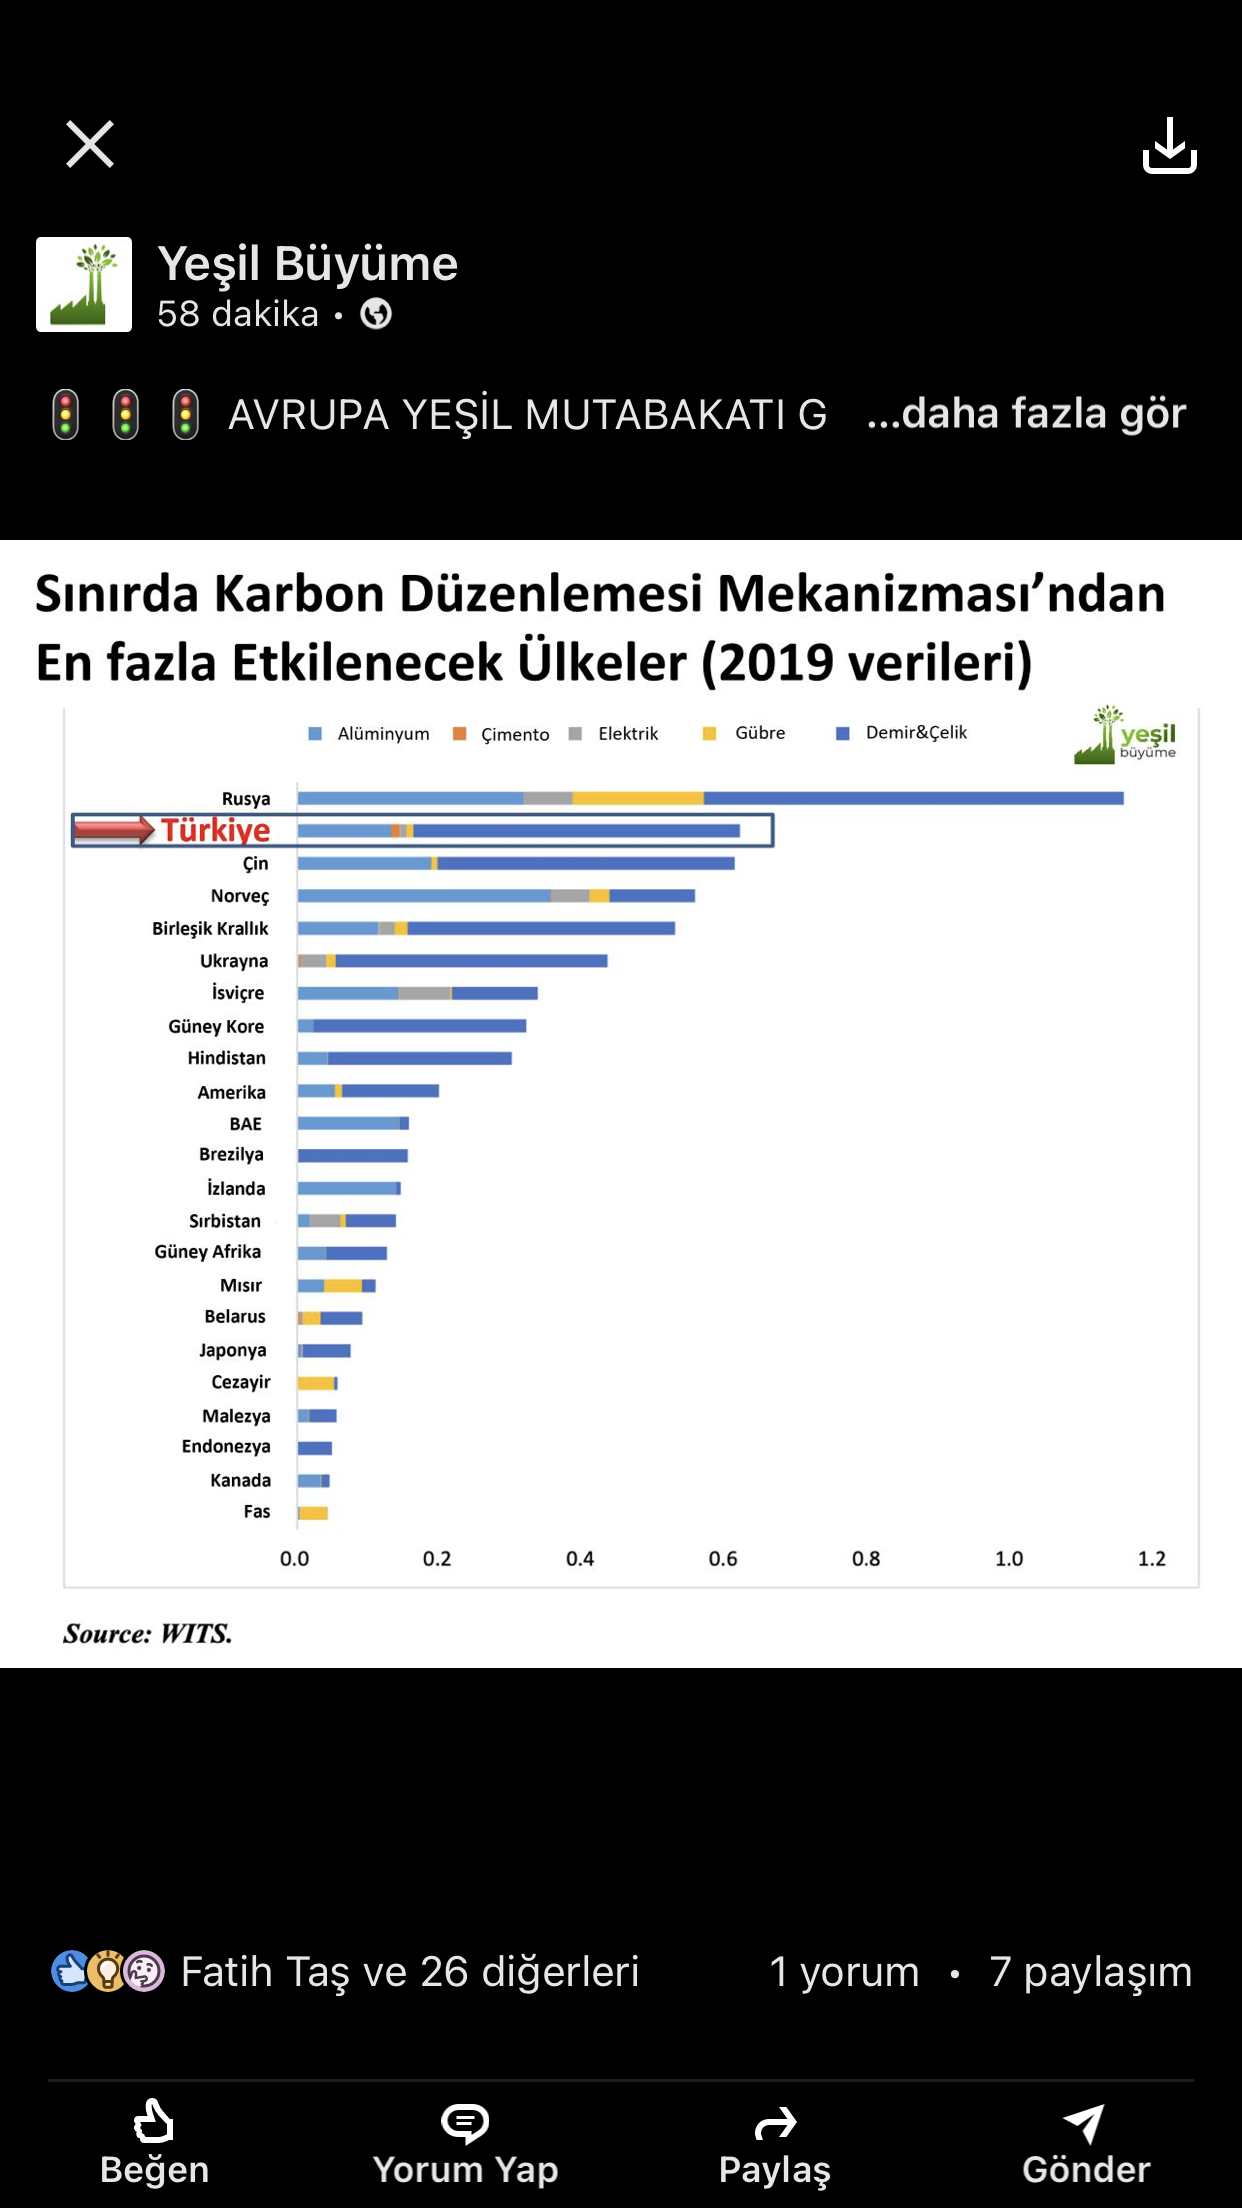 Yeşil Büyüme
58 dakika •
🚦 🚦 🚦 AVRUPA YEŞİL MUTABAKATI G ...daha fazla gör
Sınırda Karbon Düzenlemesi Mekanizması’ndan
En fazla Etkilenecek Ülkeler (2019 verileri)
Alüminyum Çimento Elektrik Gübre Demir&Çelik
yeşil
büyüme
Rusya
Türkiye
Çin
Norveç
Birleşik Krallık
Ukrayna
İsviçre
Güney Kore
Hindistan
Amerika
BAE
Brezilya
İzlanda
Sırbistan
Güney Afrika
Mısır
Belarus
Japonya
Cezayir
Malezya
Endonezya
Kanada
Fas
0.0 0.2 0.4 0.6 0.8 1.0 1.2
Source: WITS.
Fatih Taş ve 26 diğerleri 1 yorum • 7 paylaşım
Beğen Yorum Yap Paylaş Gönder